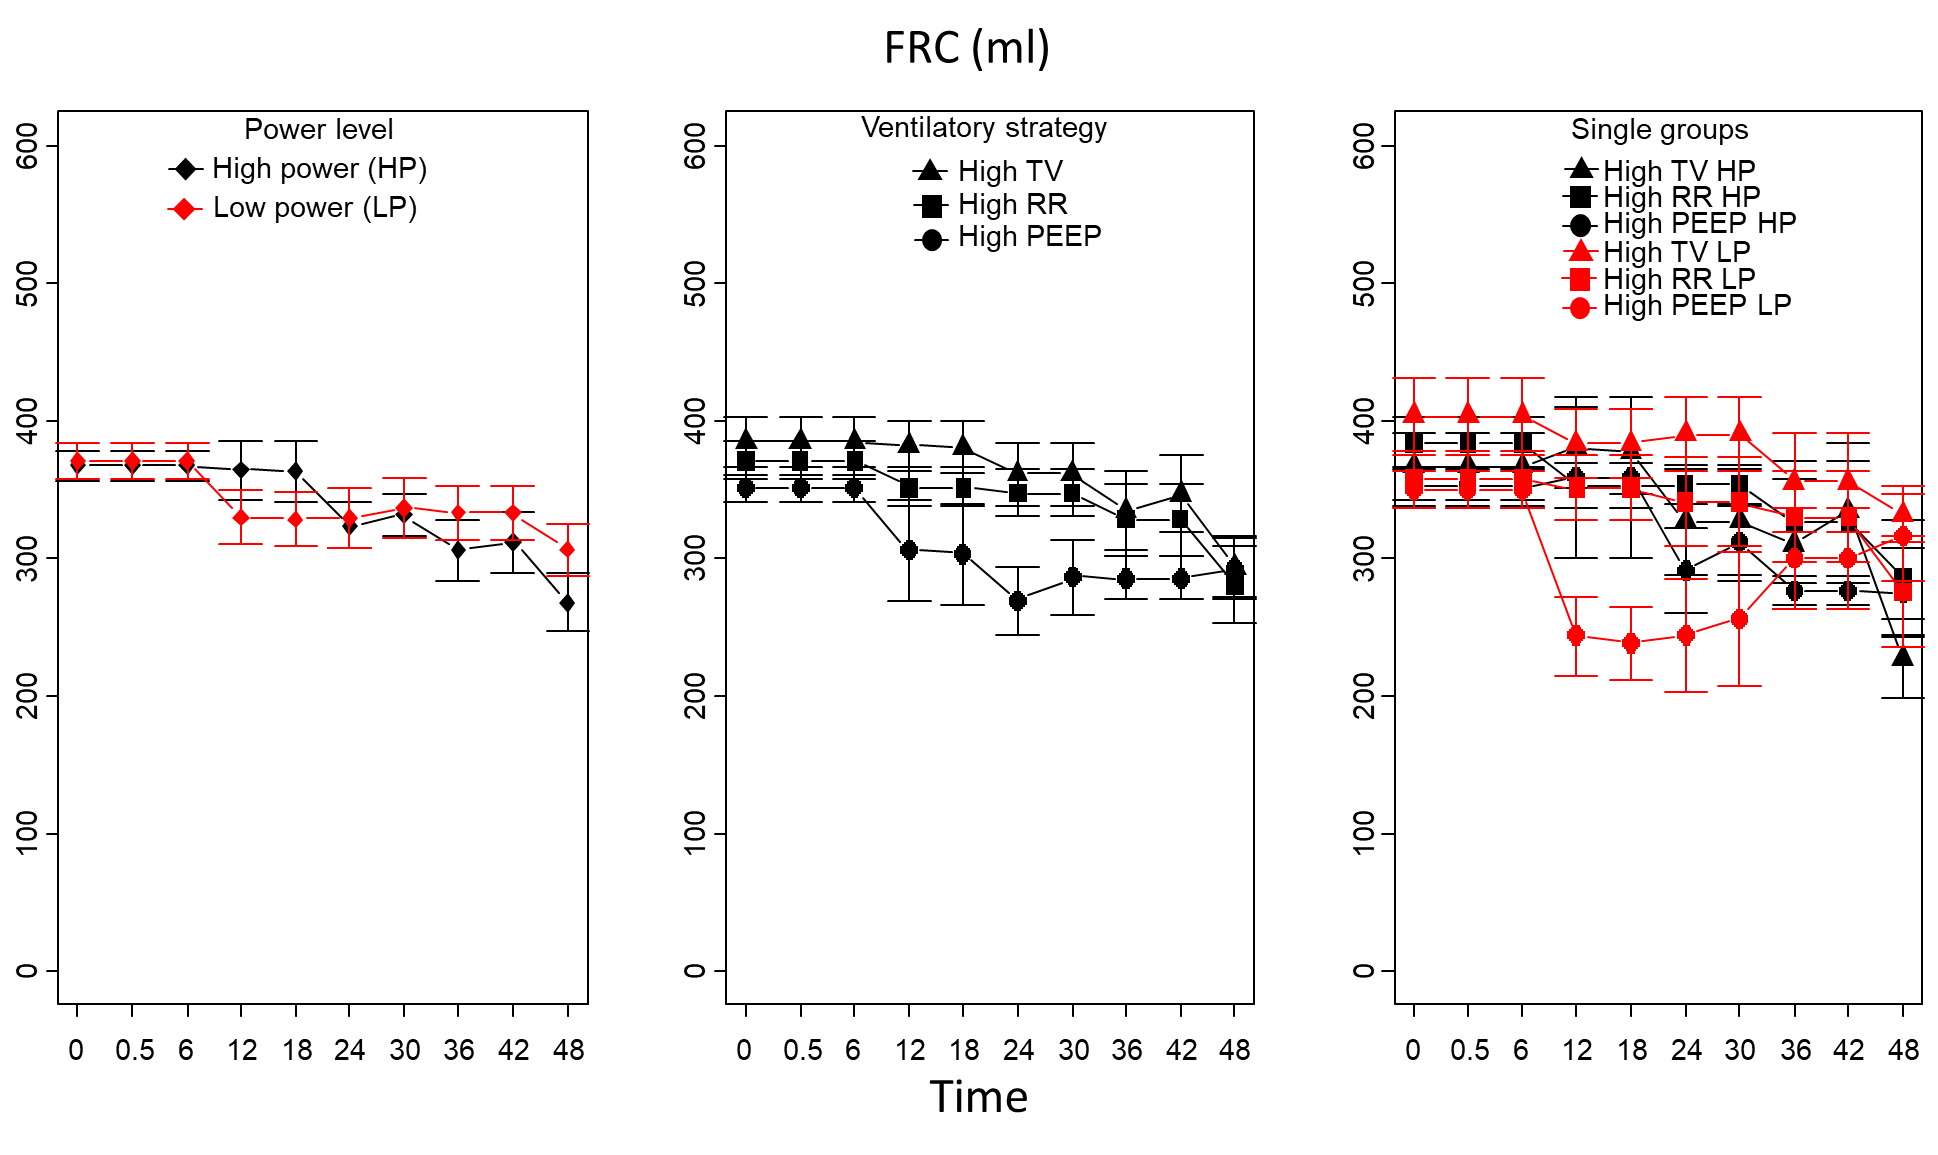 FRC (ml)
Power level
High power (HP)
Low power (LP)
600
500
400
300
200
100
0
0 0.5 6 12 18 24 30 36 42 48
Ventilatory strategy
High TV
High RR
High PEEP
600
500
400
300
200
100
0
0 0.5 6 12 18 24 30 36 42 48
Single groups
High TV HP
High RR HP
High PEEP HP
High TV LP
High RR LP
High PEEP LP
600
500
400
300
200
100
0
0 0.5 6 12 18 24 30 36 42 48
Time